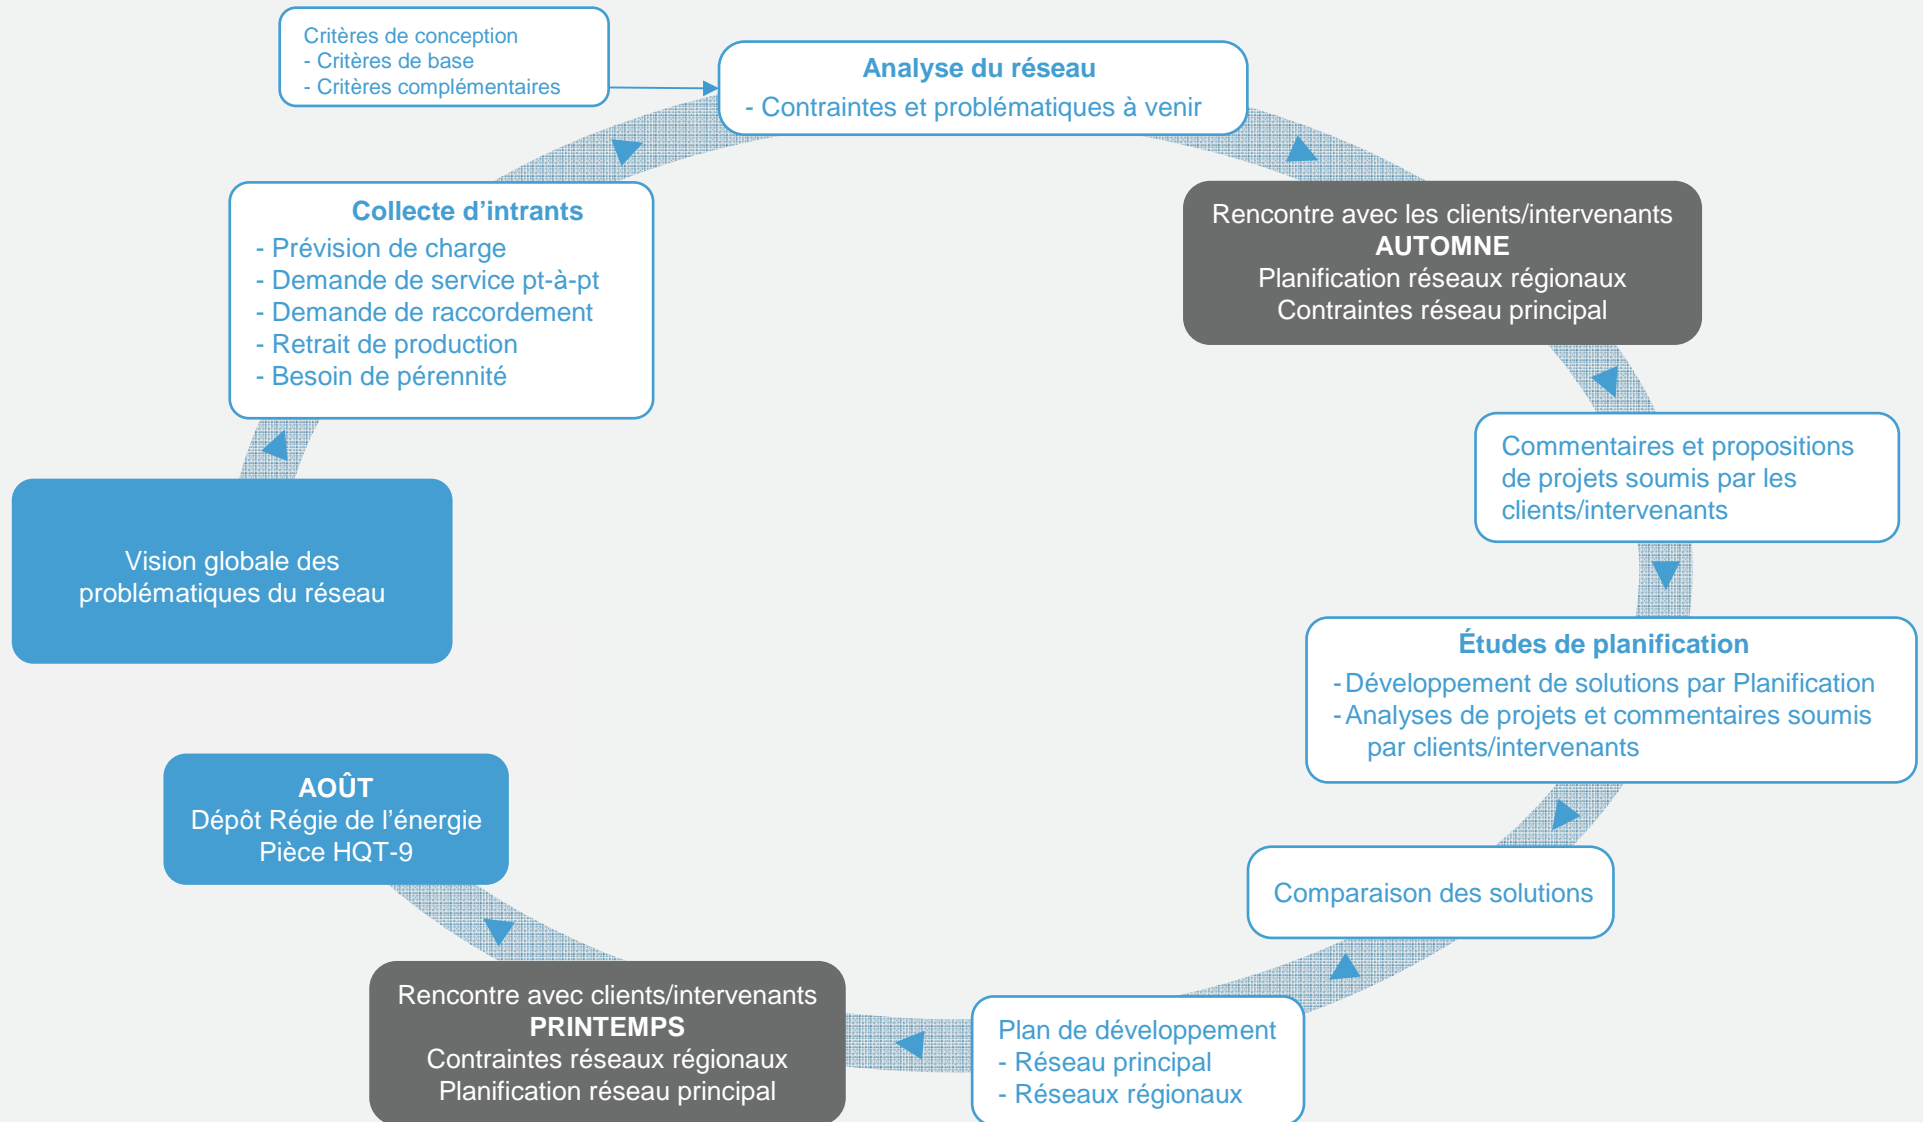 Critères de conception
- Critères de base
- Critères complémentaires
Analyse du réseau
- Contraintes et problématiques à venir
Collecte d’intrants
- Prévision de charge
- Demande de service pt-à-pt
- Demande de raccordement
- Retrait de production
- Besoin de pérennité
Rencontre avec les clients/intervenants
AUTOMNE
Planification réseaux régionaux
Contraintes réseau principal
Commentaires et propositions
de projets soumis par les
clients/intervenants
Vision globale des
problématiques du réseau
Études de planification
- Développement de solutions par Planification
- Analyses de projets et commentaires soumis
par clients/intervenants
AOÛT
Dépôt Régie de l’énergie
Pièce HQT-9
Comparaison des solutions
Rencontre avec clients/intervenants
PRINTEMPS
Contraintes réseaux régionaux
Planification réseau principal
Plan de développement
- Réseau principal
- Réseaux régionaux